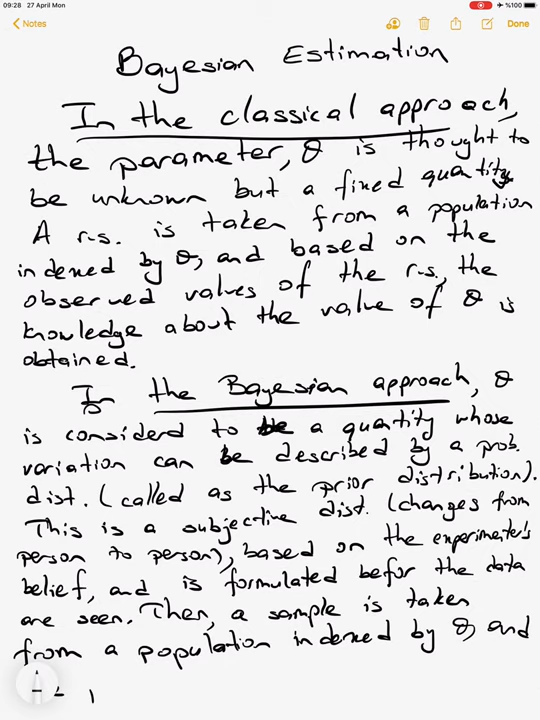 09:28 27 April Mon
%100
Notes
Done
Bayesian Estimation
In the classical approach,
the parameter, θ is thought to
be unknown but a fixed quantity.
A r.s. is taken from a population
indexed by θ, and based on the
observed values of the r.s., the
knowledge about the value of θ is
obtained.
In the Bayesian approach, θ
is considerd to be a quantity whose
variation can be described by a prob.
dist. (called as the prior distribution).
This is a subjective dist. (changes from
person to person), based on the experimenter's
belief, and is formulated befor the data
are seen. Then, a sample is taken
from a population indexed by θ, and